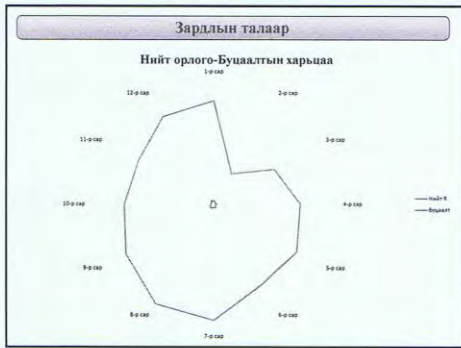 Зардлын талаар
Нийт орлого-Буцаалтын харьцаа
1-р сар
2-р сар
3-р сар
4-р сар
5-р сар
6-р сар
7-р сар
8-р сар
9-р сар
10-р сар
11-р сар
12-р сар
Нийт R
Буцаалт